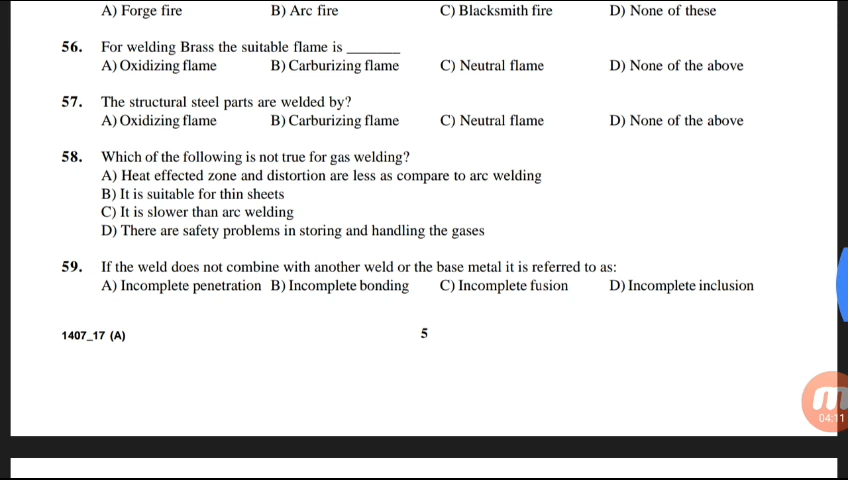 A) Forge fire B) Arc fire C) Blacksmith fire D) None of these
56. For welding Brass the suitable flame is _______
A) Oxidizing flame B) Carburizing flame C) Neutral flame D) None of the above
57. The structural steel parts are welded by?
A) Oxidizing flame B) Carburizing flame C) Neutral flame D) None of the above
58. Which of the following is not true for gas welding?
A) Heat effected zone and distortion are less as compare to arc welding
B) It is suitable for thin sheets
C) It is slower than arc welding
D) There are safety problems in storing and handling the gases
59. If the weld does not combine with another weld or the base metal it is referred to as:
A) Incomplete penetration B) Incomplete bonding C) Incomplete fusion D) Incomplete inclusion
1407_17 (A) 5
04:11